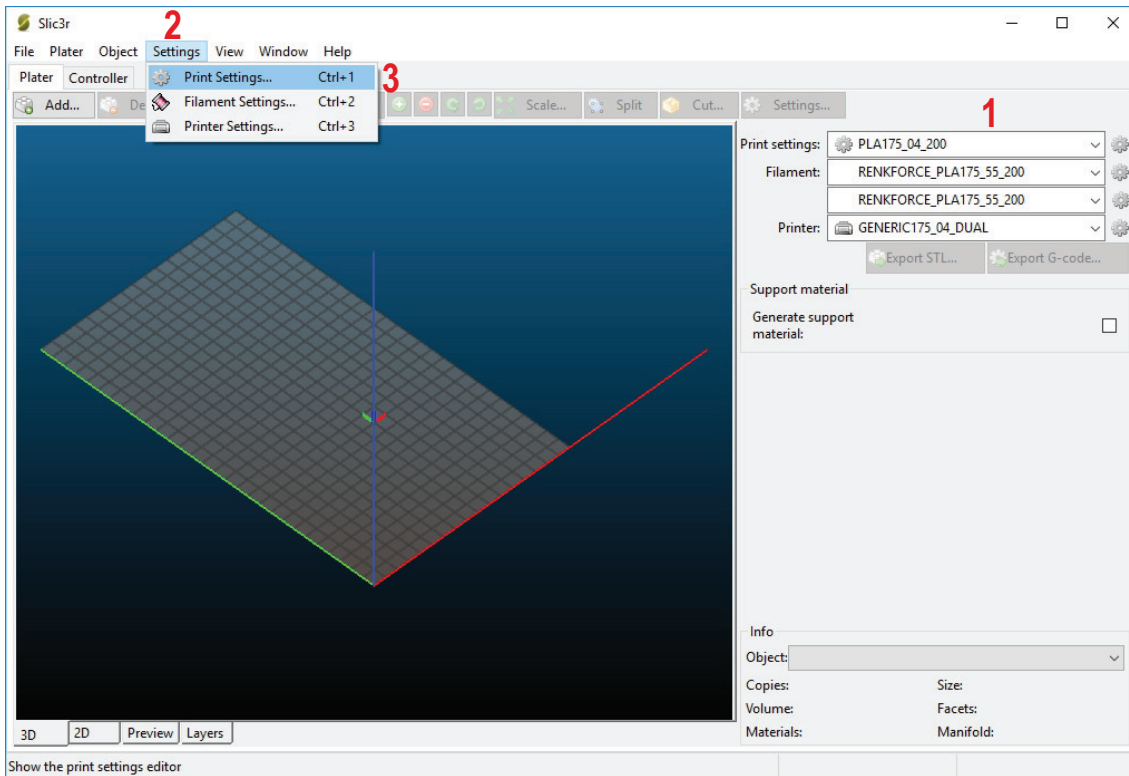 Slic3r
2
File Plater Object Settings View Window Help
Plater Controller
Print Settings... Ctrl+1
3
Filament Settings... Ctrl+2
Printer Settings... Ctrl+3
Add... De Scale... Split Cut... Settings...
1
Print settings: PLA175_04_200
Filament: RENKFORCE_PLA175_55_200
RENKFORCE_PLA175_55_200
Printer: GENERIC175_04_DUAL
Export STL... Export G-code...
Support material
Generate support
material:
Info
Object:
Copies: Size:
Volume: Facets:
Materials: Manifold:
3D 2D Preview Layers
Show the print settings editor